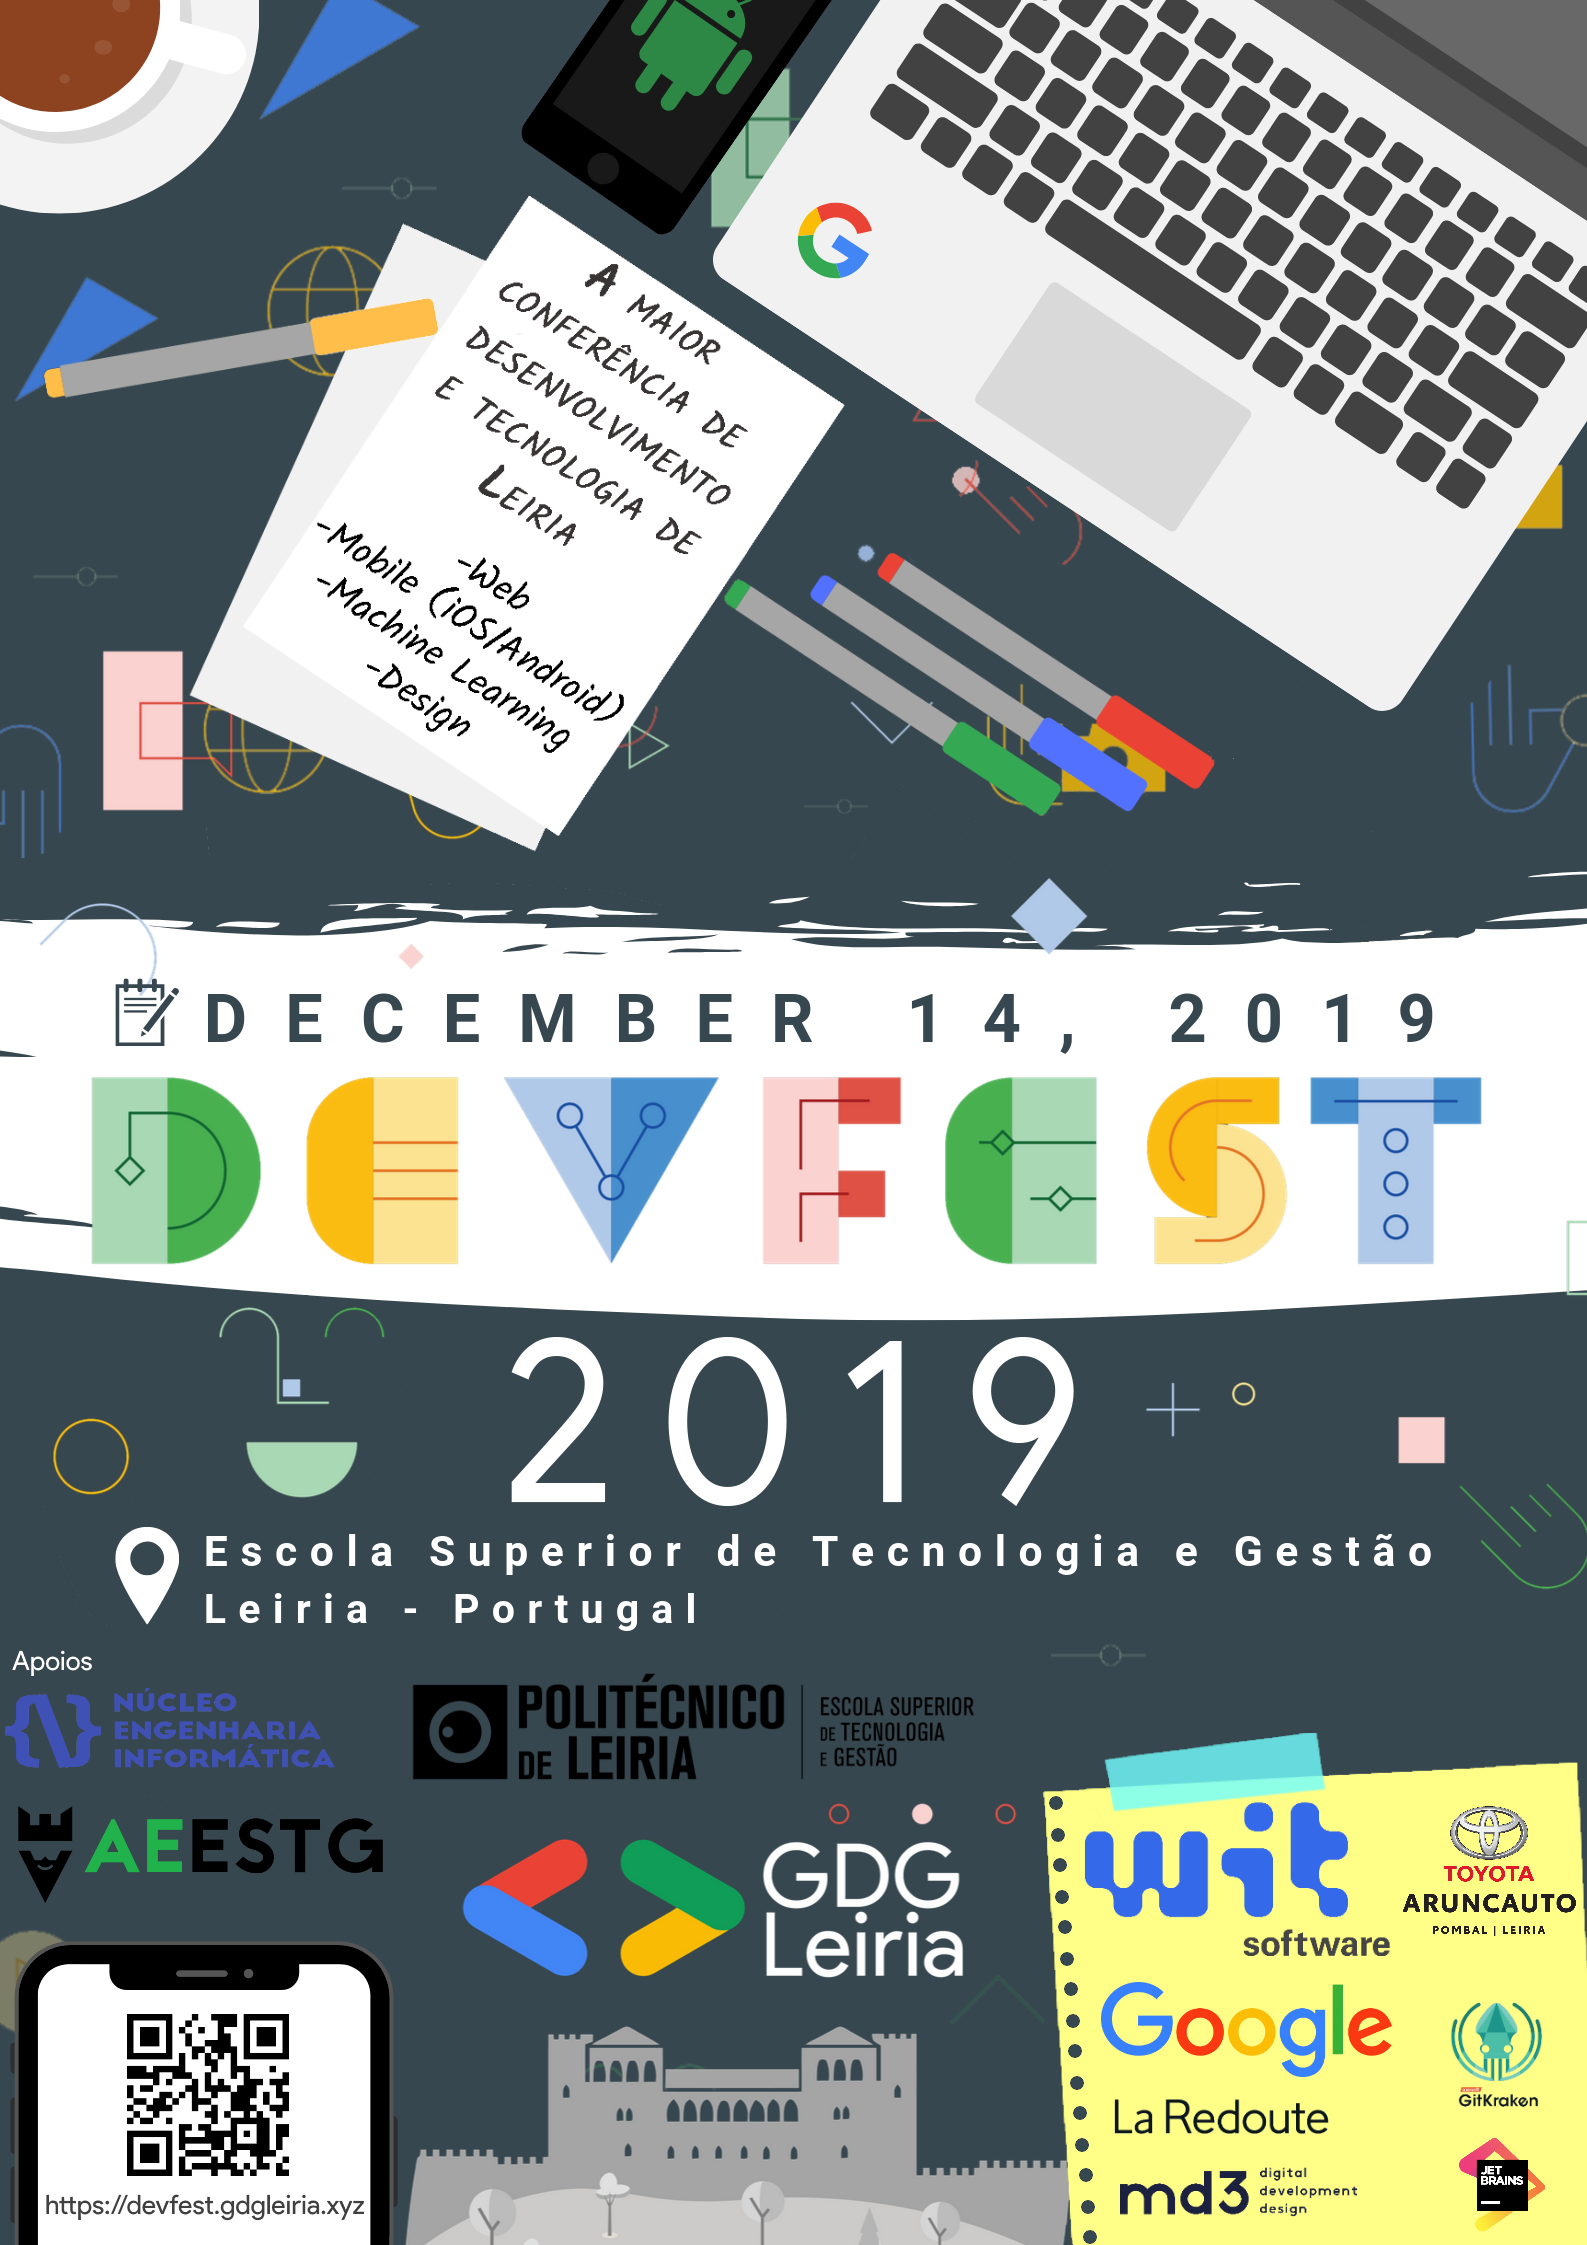 A MAIOR
CONFERÊNCIA DE
DESENVOLVIMENTO
E TECNOLOGIA DE
LEIRIA
-Web
-Mobile (iOS/Android)
-Machine Learning
-Design
DECEMBER 14, 2019
DEVFEST
2019
Escola Superior de Tecnologia e Gestão
Leiria - Portugal
Apoios
NÚCLEO
ENGENHARIA
INFORMÁTICA
POLITÉCNICO
DE LEIRIA
ESCOLA SUPERIOR
DE TECNOLOGIA
E GESTÃO
AEESTG
GDG
Leiria
https://devfest.gdgleiria.xyz
wit
software
TOYOTA
ARUNCAUTO
POMBAL | LEIRIA
Google
GitKraken
La Redoute
md3
digital
development
design
JET
BRAINS